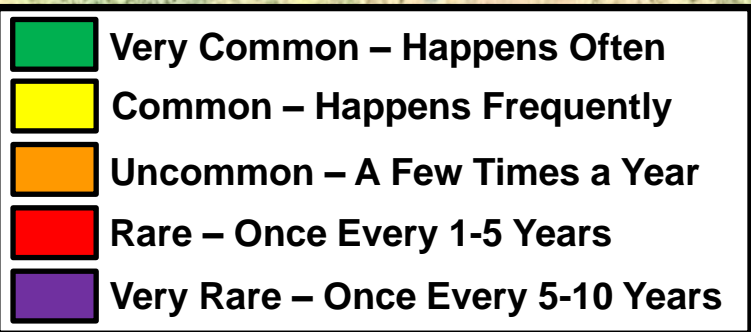 Very Common – Happens Often
Common – Happens Frequently
Uncommon – A Few Times a Year
Rare – Once Every 1-5 Years
Very Rare – Once Every 5-10 Years